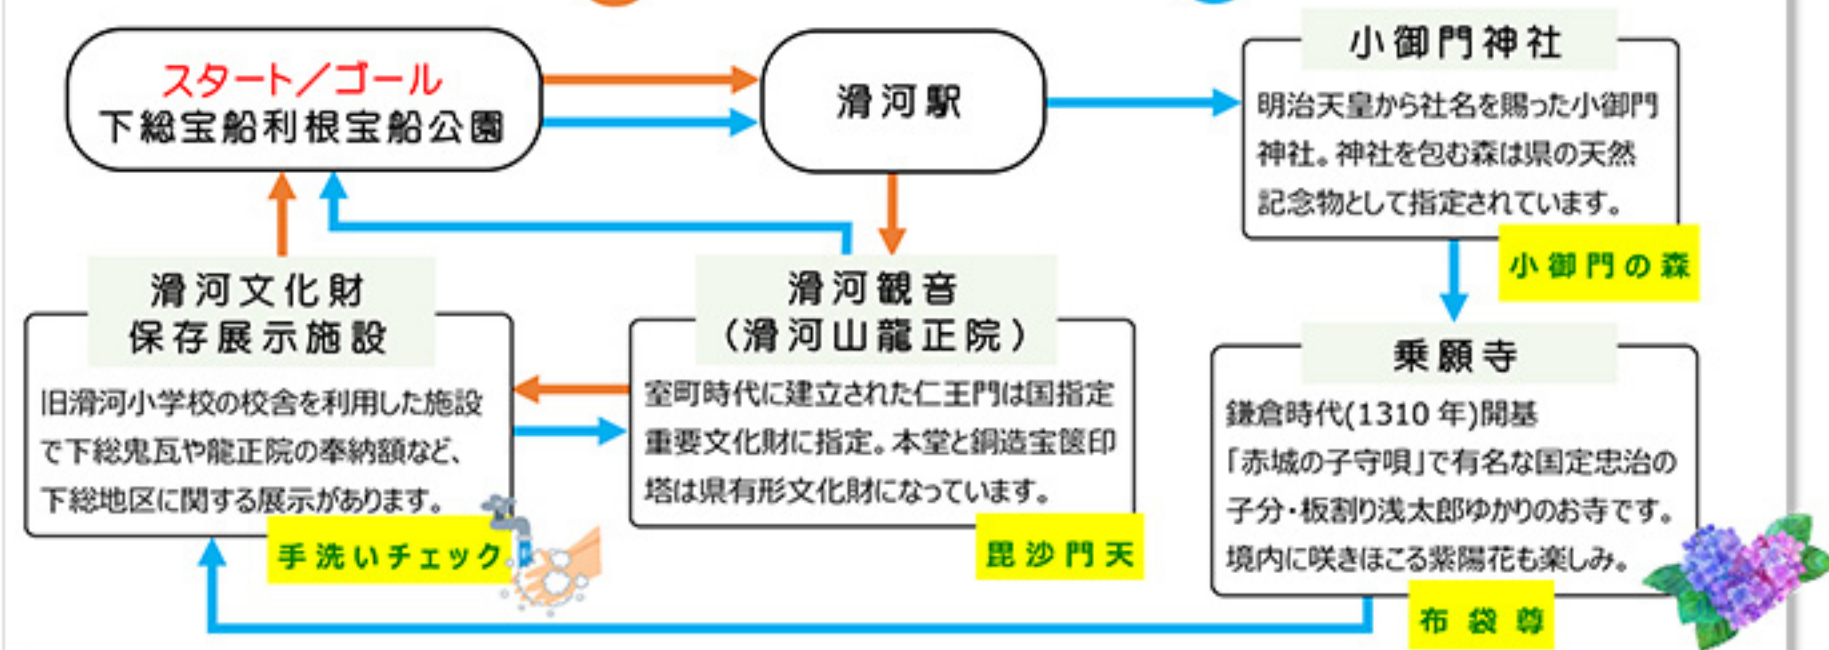 スタート／ゴール
下総宝船利根宝船公園
滑河駅
小御門神社
明治天皇から社名を賜った小御門
神社。神社を包む森は県の天然
記念物として指定されています。
小御門の森
滑河文化財
保存展示施設
旧滑河小学校の校舎を利用した施設
で下総鬼瓦や龍正院の奉納額など、
下総地区に関する展示があります。
手洗いチェック
滑河観音
（滑河山龍正院）
室町時代に建立された仁王門は国指定
重要文化財に指定。本堂と銅造宝篋印
塔は県有形文化財になっています。
毘沙門天
乗願寺
鎌倉時代(1310 年)開基
「赤城の子守唄」で有名な国定忠治の
子分・板割り浅太郎ゆかりのお寺です。
境内に咲きほこる紫陽花も楽しみ。
布袋尊